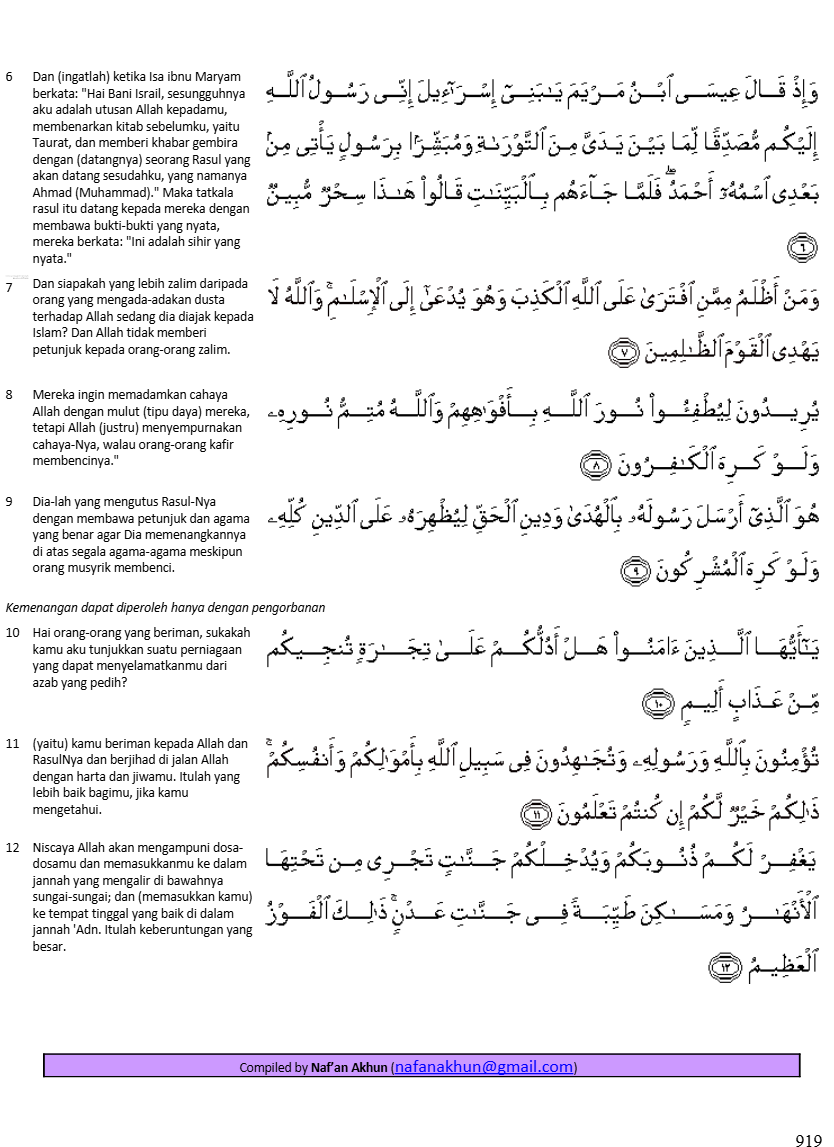 6 Dan (ingatlah) ketika Isa ibnu Maryam
berkata: "Hai Bani Israil, sesungguhnya
aku adalah utusan Allah kepadamu,
membenarkan kitab sebelumku, yaitu
Taurat, dan memberi khabar gembira
dengan (datangnya) seorang Rasul yang
akan datang sesudahku, yang namanya
Ahmad (Muhammad)." Maka tatkala
rasul itu datang kepada mereka dengan
membawa bukti-bukti yang nyata,
mereka berkata: "Ini adalah sihir yang
nyata."
وَإِذْ قَالَ عِيسَى ٱبْنُ مَرْيَمَ يَـٰبَنِىٓ إِسْرَٰٓءِيلَ إِنِّى رَسُولُ ٱللَّهِ
إِلَيْكُم مُّصَدِّقًا لِّمَا بَيْنَ يَدَىَّ مِنَ ٱلتَّوْرَىٰةِ وَمُبَشِّرًۢا بِرَسُولٍ يَأْتِى مِنۢ
بَعْدِى ٱسْمُهُۥٓ أَحْمَدُ ۖ فَلَمَّا جَآءَهُم بِٱلْبَيِّنَـٰتِ قَالُوا۟ هَـٰذَا سِحْرٌ مُّبِينٌ
٦
7 Dan siapakah yang lebih zalim daripada
orang yang mengada-adakan dusta
terhadap Allah sedang dia diajak kepada
Islam? Dan Allah tidak memberi
petunjuk kepada orang-orang zalim.
وَمَنْ أَظْلَمُ مِمَّنِ ٱفْتَرَىٰ عَلَى ٱللَّهِ ٱلْكَذِبَ وَهُوَ يُدْعَىٰٓ إِلَى ٱلْإِسْلَـٰمِ ۚ وَٱللَّهُ لَا
يَهْدِى ٱلْقَوْمَ ٱلظَّـٰلِمِينَ ٧
8 Mereka ingin memadamkan cahaya
Allah dengan mulut (tipu daya) mereka,
tetapi Allah (justru) menyempurnakan
cahaya-Nya, walau orang-orang kafir
membencinya."
يُرِيدُونَ لِيُطْفِـُٔوا۟ نُورَ ٱللَّهِ بِأَفْوَٰهِهِمْ وَٱللَّهُ مُتِمُّ نُورِهِۦ
وَلَوْ كَرِهَ ٱلْكَـٰفِرُونَ ٨
9 Dia-lah yang mengutus Rasul-Nya
dengan membawa petunjuk dan agama
yang benar agar Dia memenangkannya
di atas segala agama-agama meskipun
orang musyrik membenci.
هُوَ ٱلَّذِىٓ أَرْسَلَ رَسُولَهُۥ بِٱلْهُدَىٰ وَدِينِ ٱلْحَقِّ لِيُظْهِرَهُۥ عَلَى ٱلدِّينِ كُلِّهِۦ
وَلَوْ كَرِهَ ٱلْمُشْرِكُونَ ٩
Kemenangan dapat diperoleh hanya dengan pengorbanan
10 Hai orang-orang yang beriman, sukakah
kamu aku tunjukkan suatu perniagaan
yang dapat menyelamatkanmu dari
azab yang pedih?
يَـٰٓأَيُّهَا ٱلَّذِينَ ءَامَنُوا۟ هَلْ أَدُلُّكُمْ عَلَىٰ تِجَـٰرَةٍ تُنجِيكُم
مِّنْ عَذَابٍ أَلِيمٍ ١٠
11 (yaitu) kamu beriman kepada Allah dan
RasulNya dan berjihad di jalan Allah
dengan harta dan jiwamu. Itulah yang
lebih baik bagimu, jika kamu
mengetahui.
تُؤْمِنُونَ بِٱللَّهِ وَرَسُولِهِۦ وَتُجَـٰهِدُونَ فِى سَبِيلِ ٱللَّهِ بِأَمْوَٰلِكُمْ وَأَنفُسِكُمْ ۚ
ذَٰلِكُمْ خَيْرٌ لَّكُمْ إِن كُنتُمْ تَعْلَمُونَ ١١
12 Niscaya Allah akan mengampuni dosa-
dosamu dan memasukkanmu ke dalam
jannah yang mengalir di bawahnya
sungai-sungai; dan (memasukkan kamu)
ke tempat tinggal yang baik di dalam
jannah 'Adn. Itulah keberuntungan yang
besar.
يَغْفِرْ لَكُمْ ذُنُوبَكُمْ وَيُدْخِلْكُمْ جَنَّـٰتٍ تَجْرِى مِن تَحْتِهَا
ٱلْأَنْهَـٰرُ وَمَسَـٰكِنَ طَيِّبَةً فِى جَنَّـٰتِ عَدْنٍ ۚ ذَٰلِكَ ٱلْفَوْزُ
ٱلْعَظِيمُ ١٢
Compiled by Naf'an Akhun (nafanakhun@gmail.com)
919